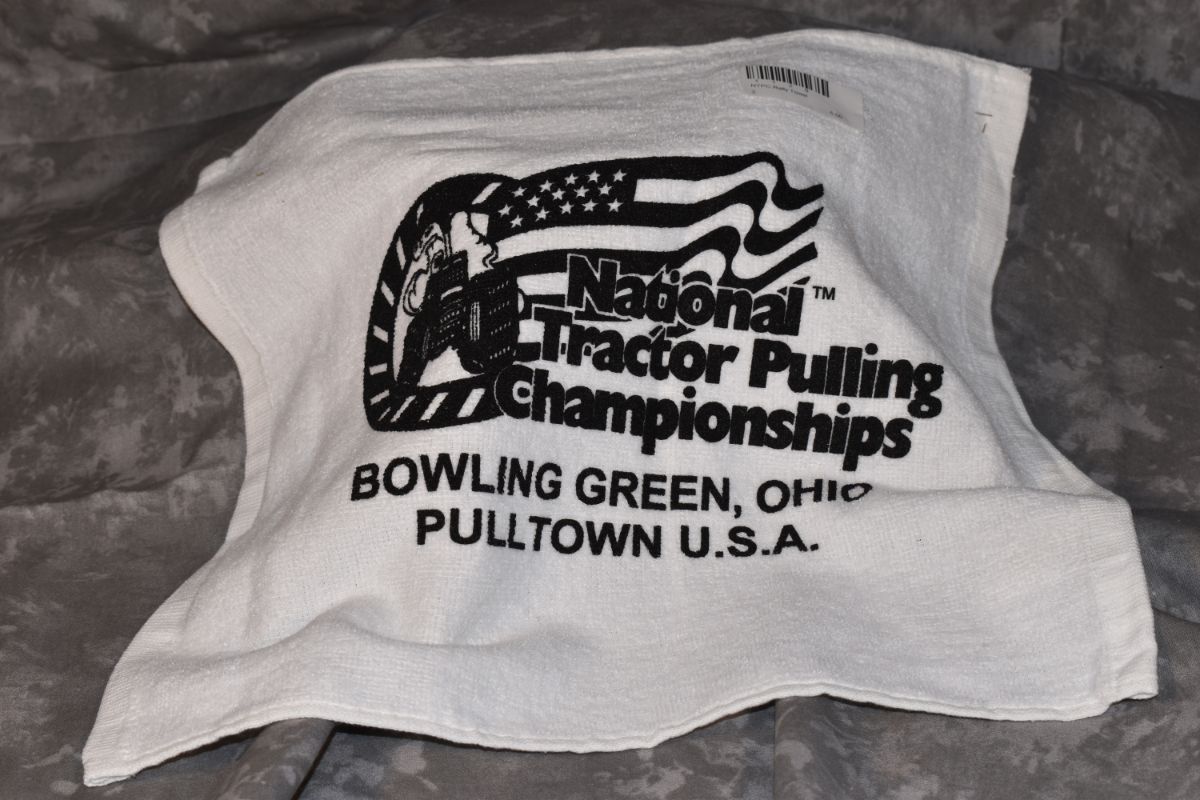 National™
Tractor Pulling
Championships
BOWLING GREEN, OHIO
PULLTOWN U.S.A.